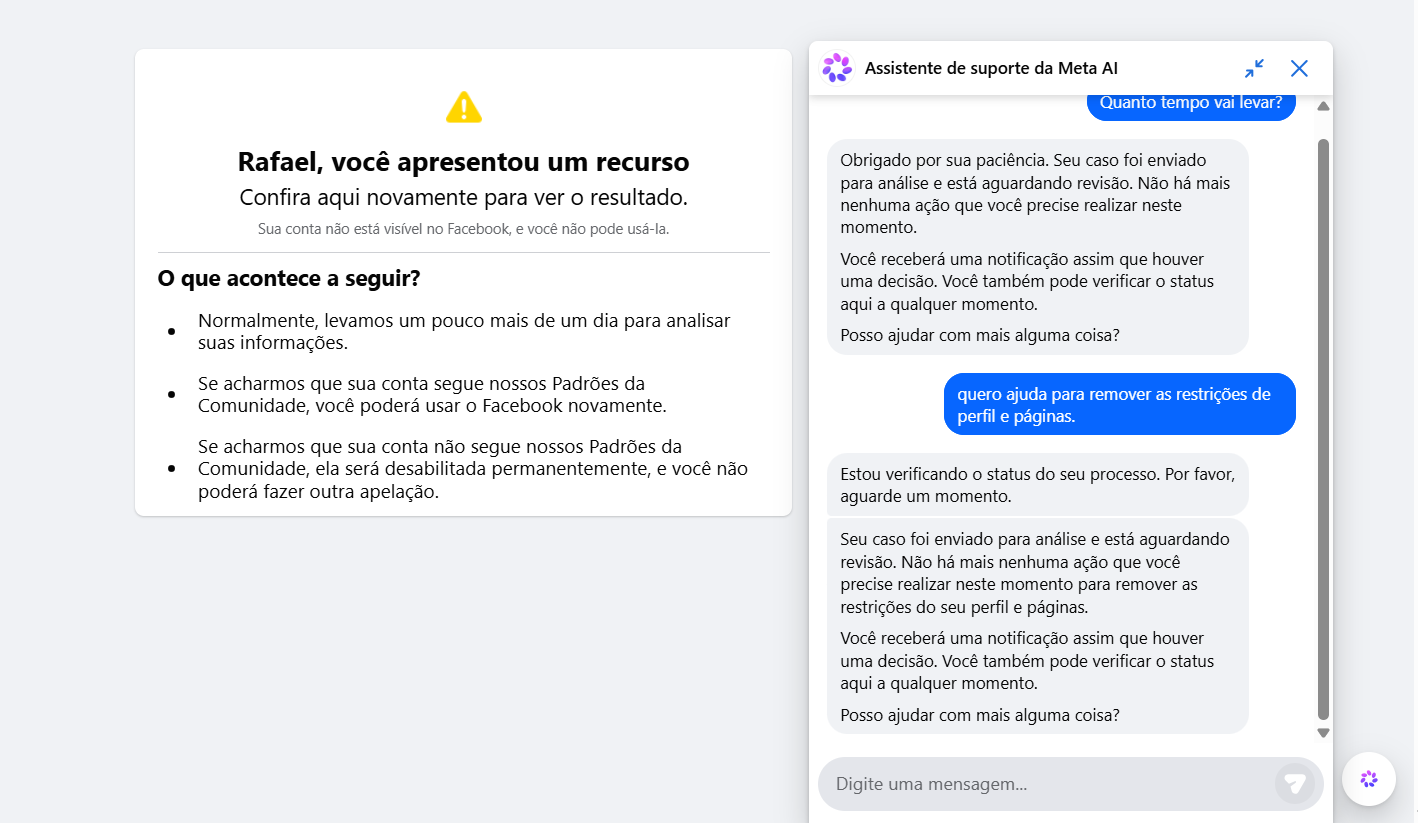 Rafael, você apresentou um recurso
Confira aqui novamente para ver o resultado.
Sua conta não está visível no Facebook, e você não pode usá-la.
O que acontece a seguir?
Normalmente, levamos um pouco mais de um dia para analisar
suas informações.
Se acharmos que sua conta segue nossos Padrões da
Comunidade, você poderá usar o Facebook novamente.
Se acharmos que sua conta não segue nossos Padrões da
Comunidade, ela será desabilitada permanentemente, e você não
poderá fazer outra apelação.
Assistente de suporte da Meta AI
Quanto tempo vai levar?
Obrigado por sua paciência. Seu caso foi enviado
para análise e está aguardando revisão. Não há mais
nenhuma ação que você precise realizar neste
momento.
Você receberá uma notificação assim que houver
uma decisão. Você também pode verificar o status
aqui a qualquer momento.
Posso ajudar com mais alguma coisa?
quero ajuda para remover as restrições de
perfil e páginas.
Estou verificando o status do seu processo. Por favor,
aguarde um momento.
Seu caso foi enviado para análise e está aguardando
revisão. Não há mais nenhuma ação que você
precise realizar neste momento para remover as
restrições do seu perfil e páginas.
Você receberá uma notificação assim que houver
uma decisão. Você também pode verificar o status
aqui a qualquer momento.
Posso ajudar com mais alguma coisa?
Digite uma mensagem...